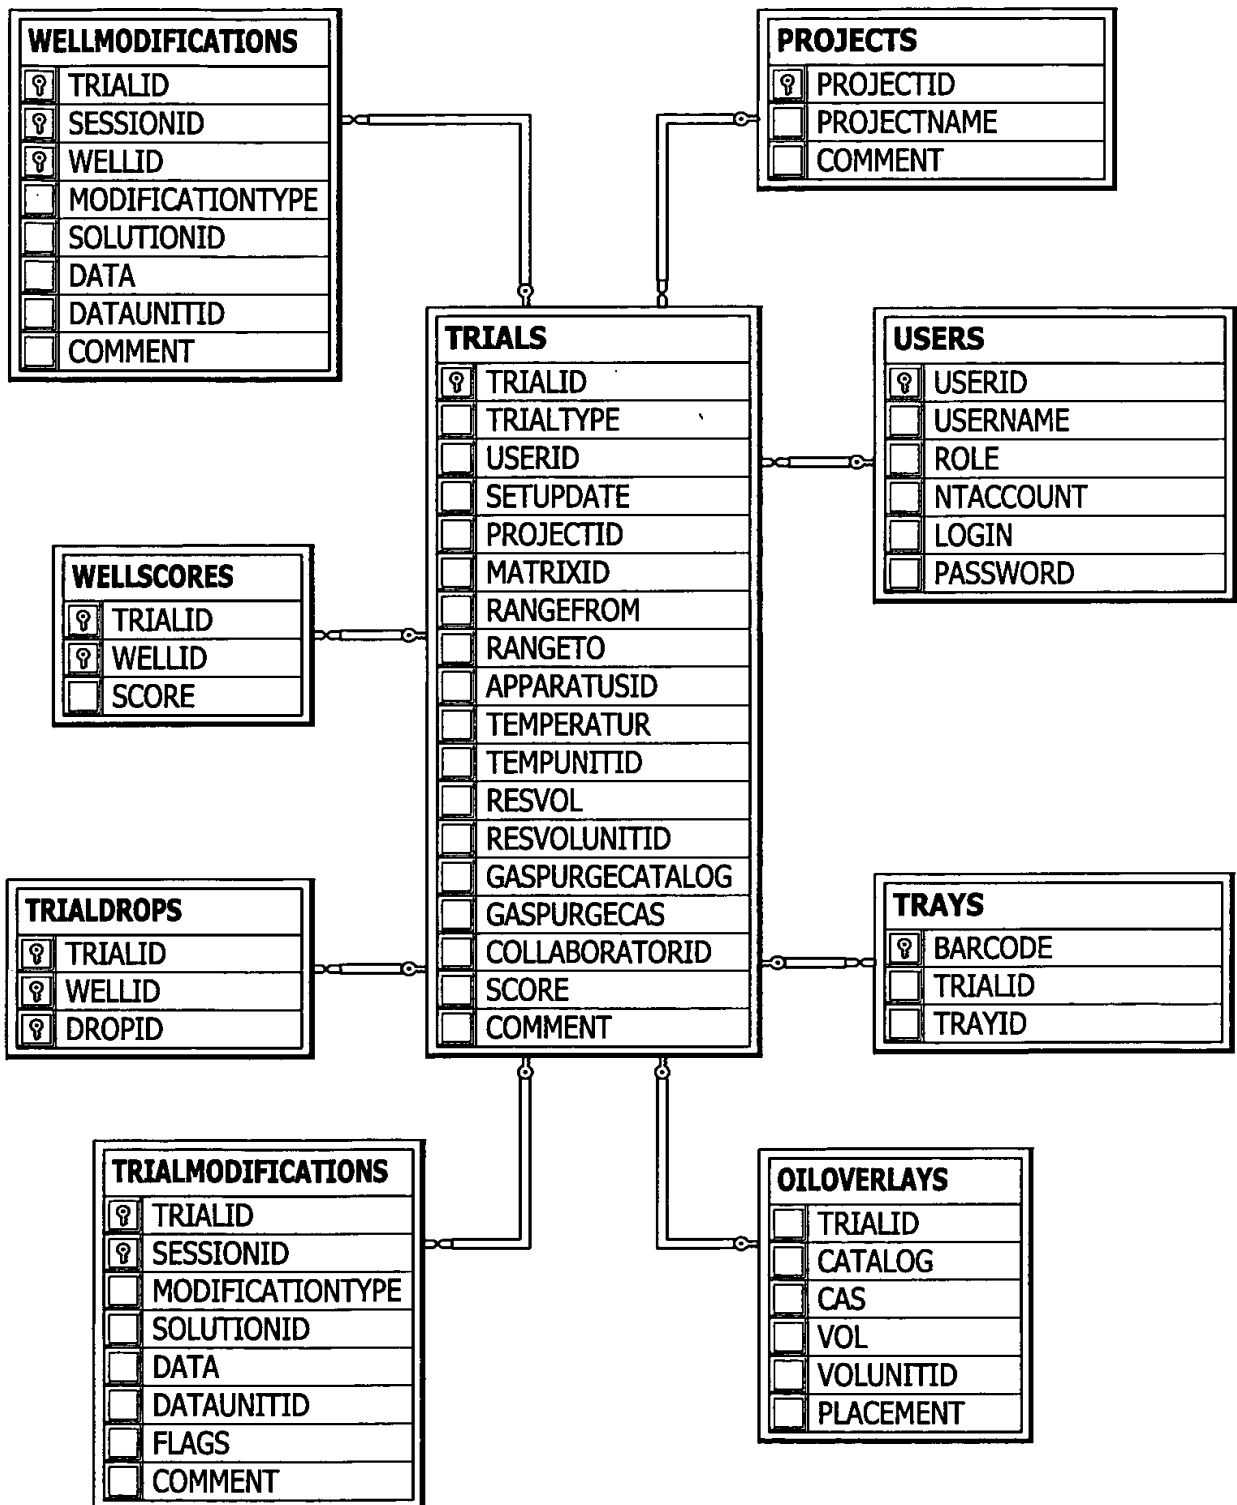 WELLMODIFICATIONS
TRIALID
SESSIONID
WELLID
MODIFICATIONTYPE
SOLUTIONID
DATA
DATAUNITID
COMMENT
PROJECTS
PROJECTID
PROJECTNAME
COMMENT
TRIALS
TRIALID
TRIALTYPE
USERID
SETUPDATE
PROJECTID
MATRIXID
RANGEFROM
RANGETO
APPARATUSID
TEMPERATUR
TEMPUNITID
RESVOL
RESVOLUNITID
GASPURGECATALOG
GASPURGECAS
COLLABORATORID
SCORE
COMMENT
USERS
USERID
USERNAME
ROLE
NTACCOUNT
LOGIN
PASSWORD
WELLSCORES
TRIALID
WELLID
SCORE
TRIALDROPS
TRIALID
WELLID
DROPID
TRAYS
BARCODE
TRIALID
TRAYID
TRIALMODIFICATIONS
TRIALID
SESSIONID
MODIFICATIONTYPE
SOLUTIONID
DATA
DATAUNITID
FLAGS
COMMENT
OILOVERLAYS
TRIALID
CATALOG
CAS
VOL
VOLUNITID
PLACEMENT